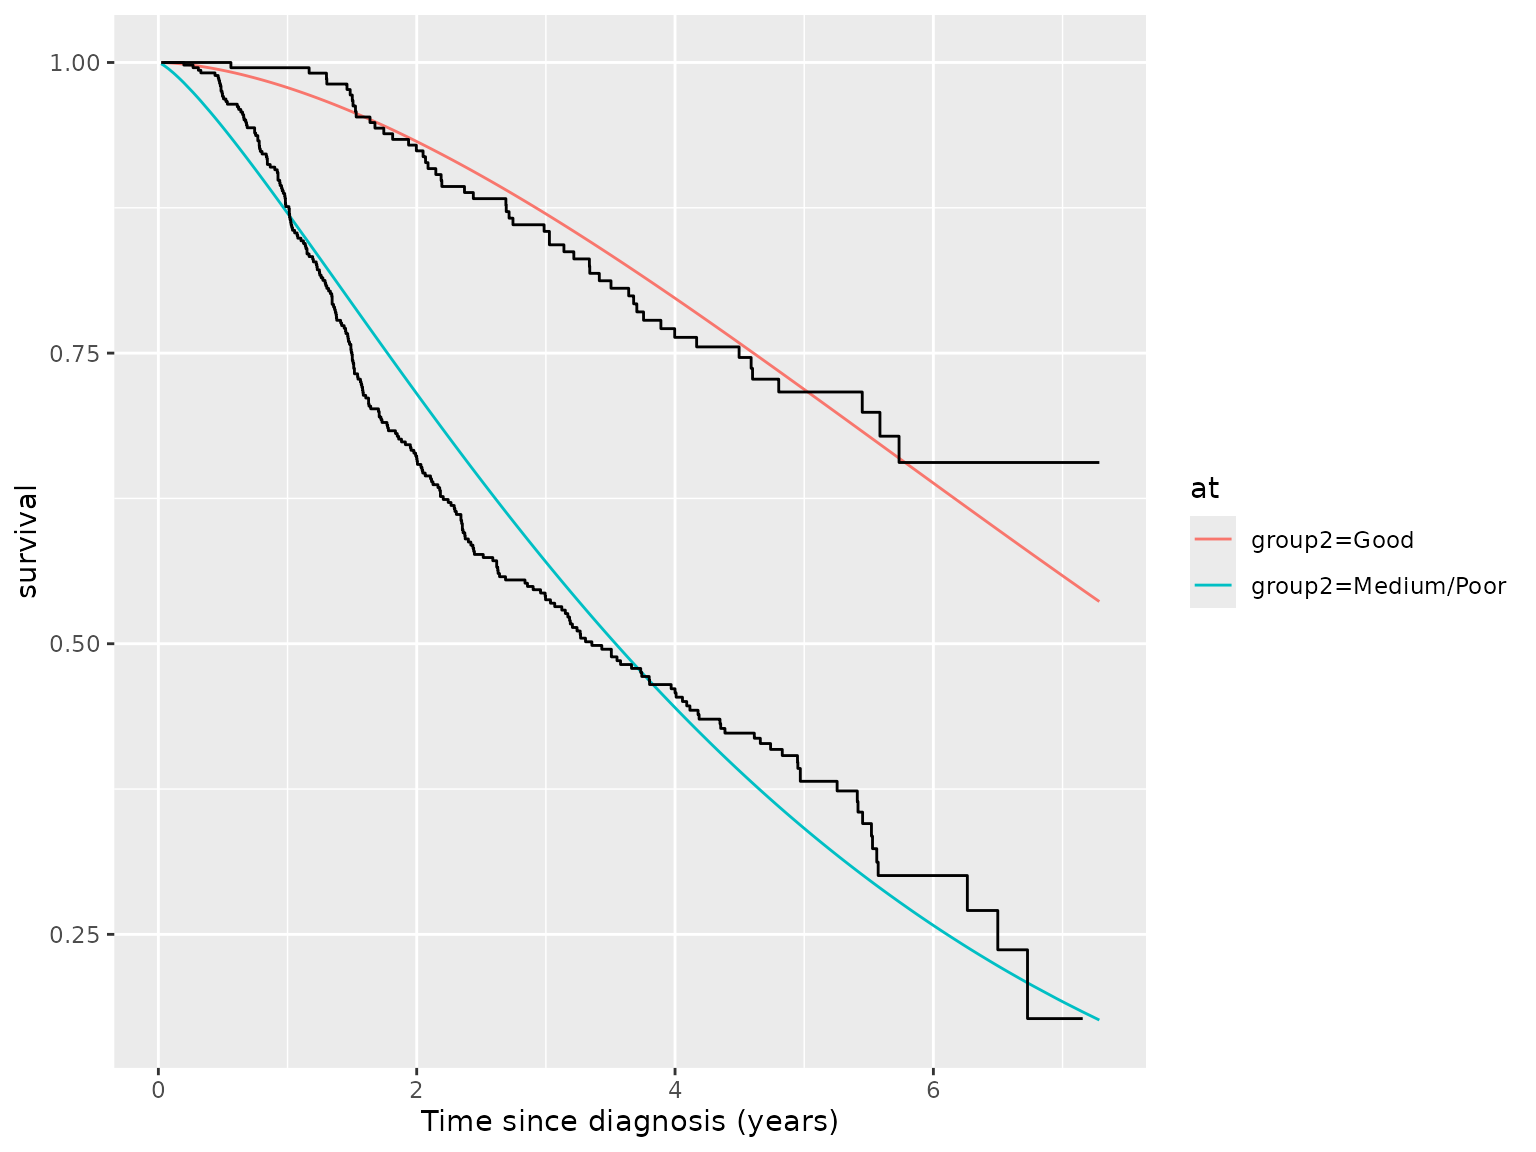 1.00
0.75
0.50
0.25
survival
0 2 4 6
Time since diagnosis (years)
at
group2=Good
group2=Medium/Poor